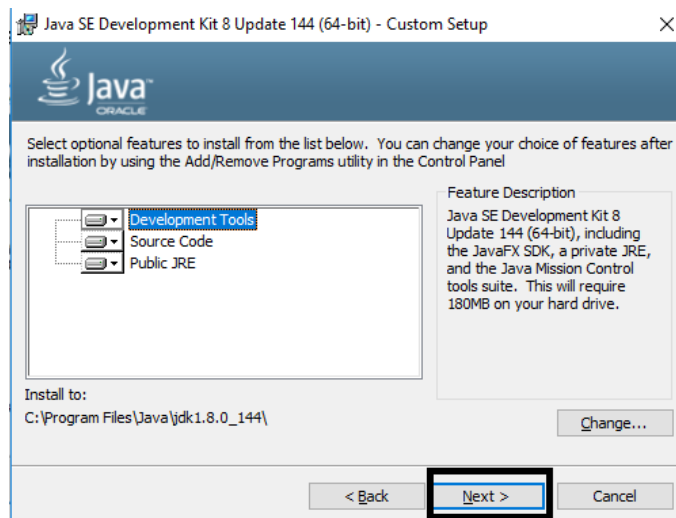 Java SE Development Kit 8 Update 144 (64-bit) - Custom Setup
Java™
ORACLE
Select optional features to install from the list below. You can change your choice of features after
installation by using the Add/Remove Programs utility in the Control Panel
Development Tools
Source Code
Public JRE
Feature Description
Java SE Development Kit 8
Update 144 (64-bit), including
the JavaFX SDK, a private JRE,
and the Java Mission Control
tools suite. This will require
180MB on your hard drive.
Install to:
C:\Program Files\Java\jdk1.8.0_144\
Change...
< Back
Next >
Cancel